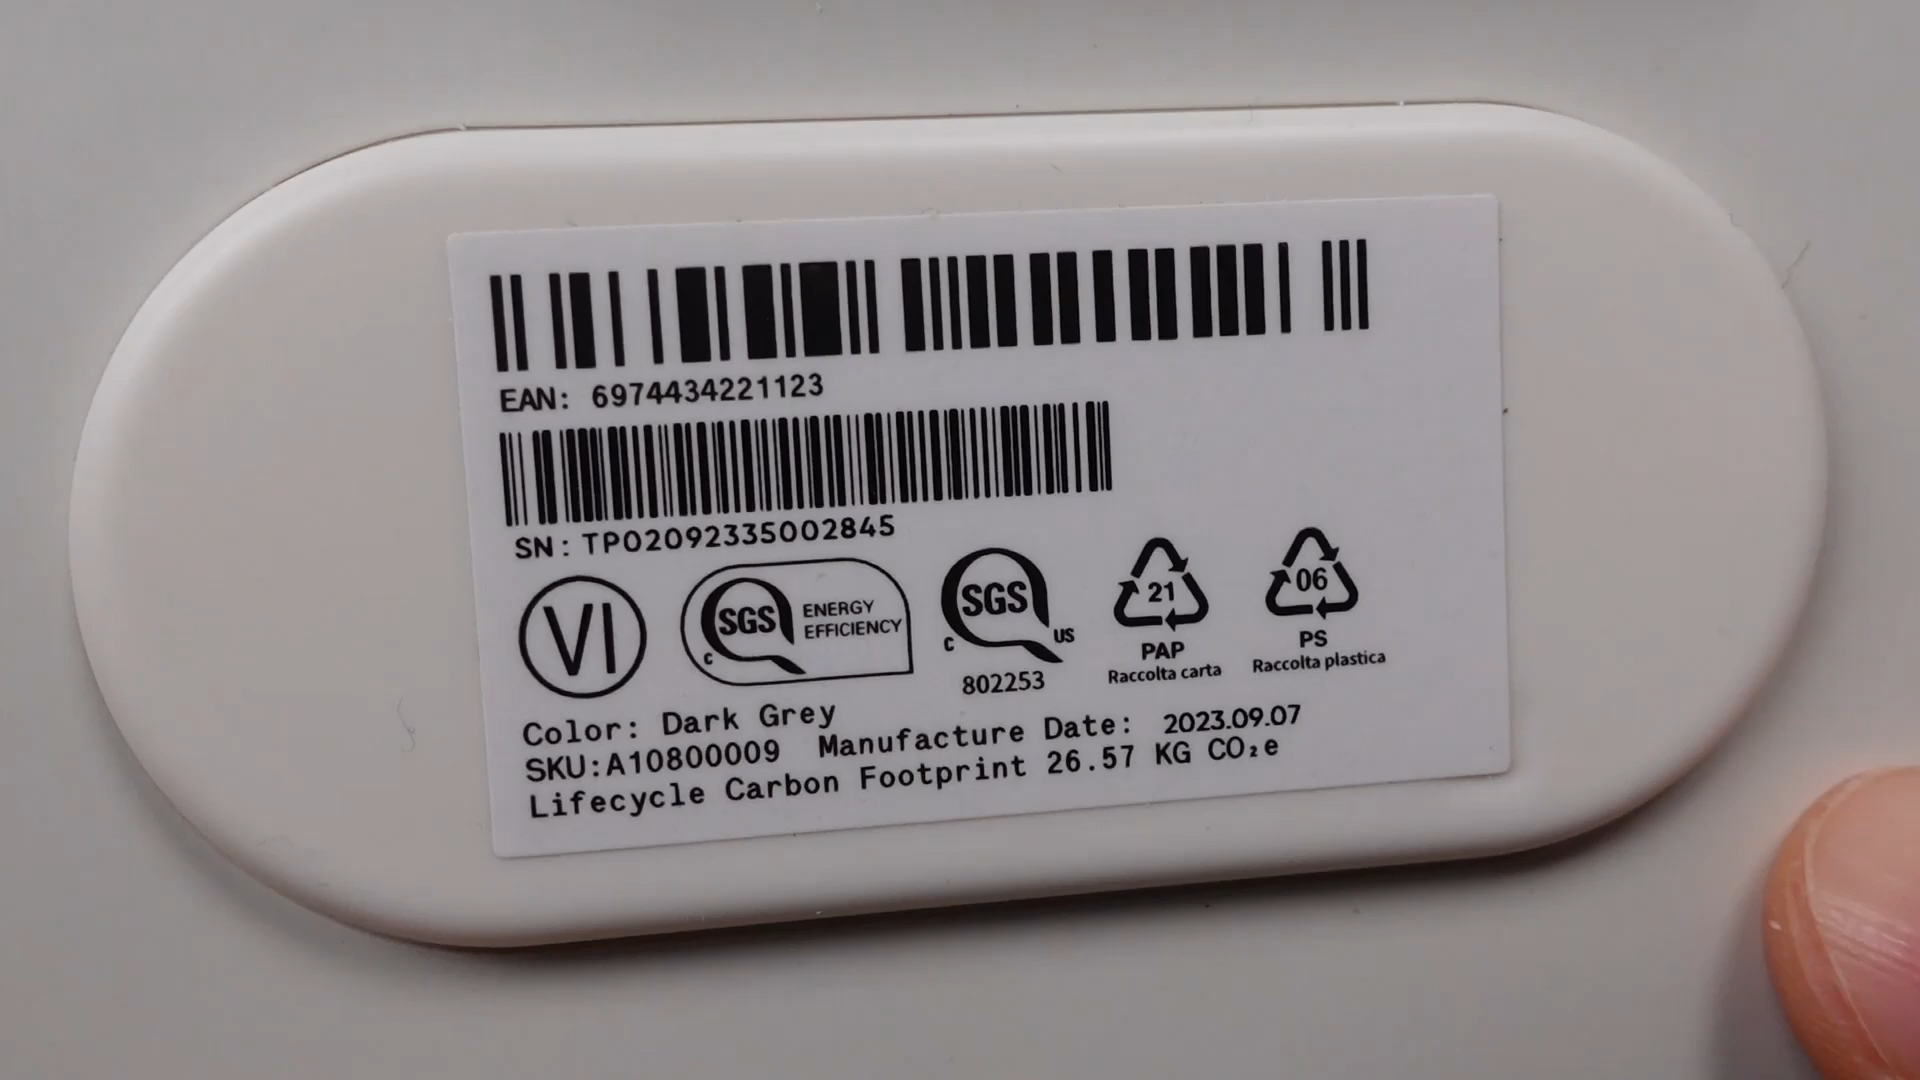 EAN: 6974434221123
SN: TP02092335002845
VI
SGS
C
ENERGY
EFFICIENCY
SGS
C
US
802253
21
PAP
Raccolta carta
06
PS
Raccolta plastica
Color: Dark Grey
SKU:A10800009 Manufacture Date: 2023.09.07
Lifecycle Carbon Footprint 26.57 KG CO₂e